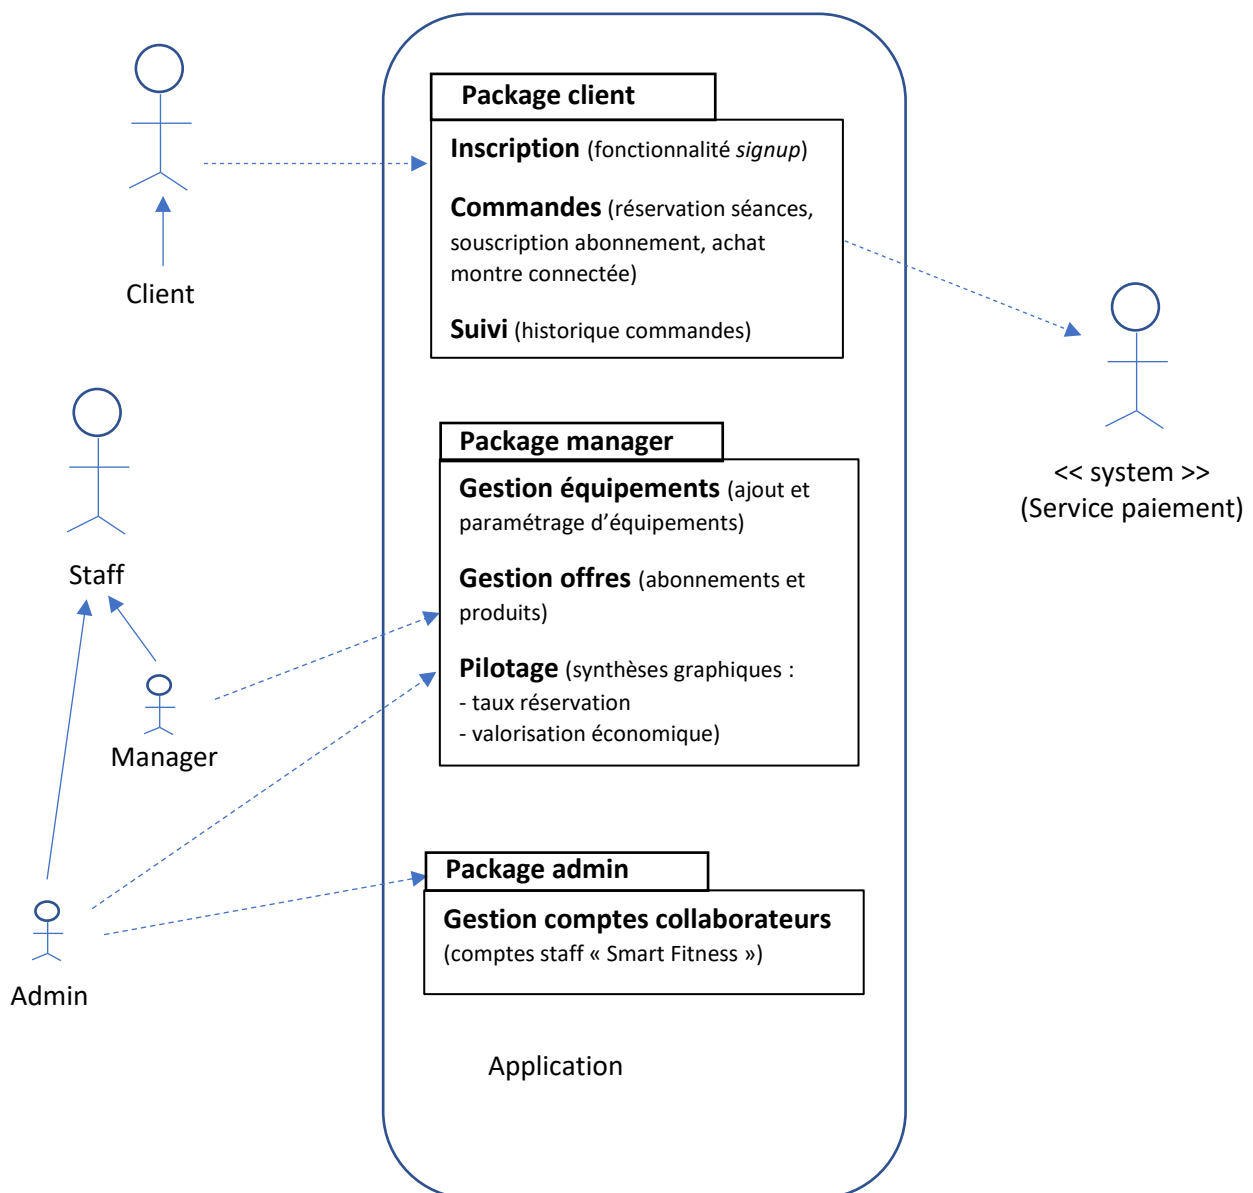 Package client
Inscription (fonctionnalité signup)
Commandes (réservation séances,
souscription abonnement, achat
montre connectée)
Suivi (historique commandes)
Client
<< system >>
(Service paiement)
Package manager
Gestion équipements (ajout et
paramétrage d’équipements)
Gestion offres (abonnements et
produits)
Pilotage (synthèses graphiques :
- taux réservation
- valorisation économique)
Staff
Manager
Package admin
Gestion comptes collaborateurs
(comptes staff « Smart Fitness »)
Admin
Application